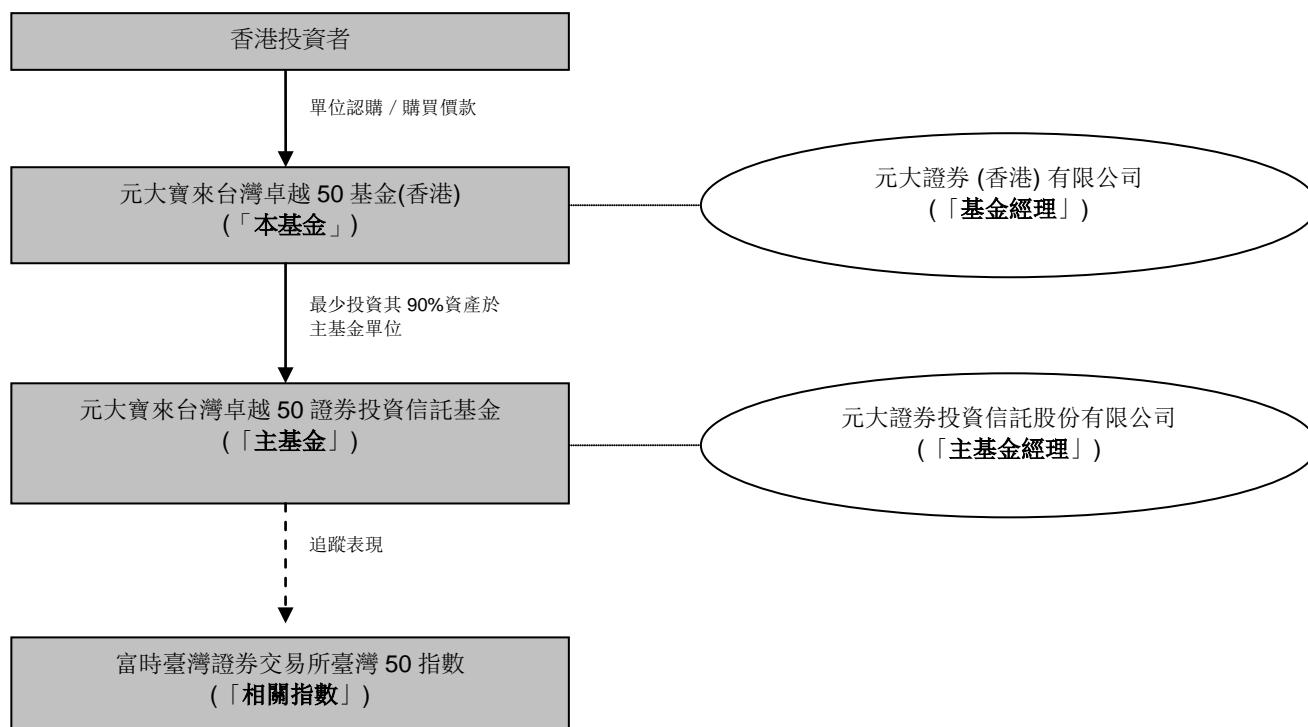 香港投資者
單位認購 / 購買價款
元大寶來台灣卓越 50 基金(香港)
(「本基金」)
元大證券 (香港) 有限公司
(「基金經理」)
最少投資其 90%資產於
主基金單位
元大寶來台灣卓越 50 證券投資信託基金
(「主基金」)
元大證券投資信託股份有限公司
(「主基金經理」)
追蹤表現
富時臺灣證券交易所臺灣 50 指數
(「相關指數」)